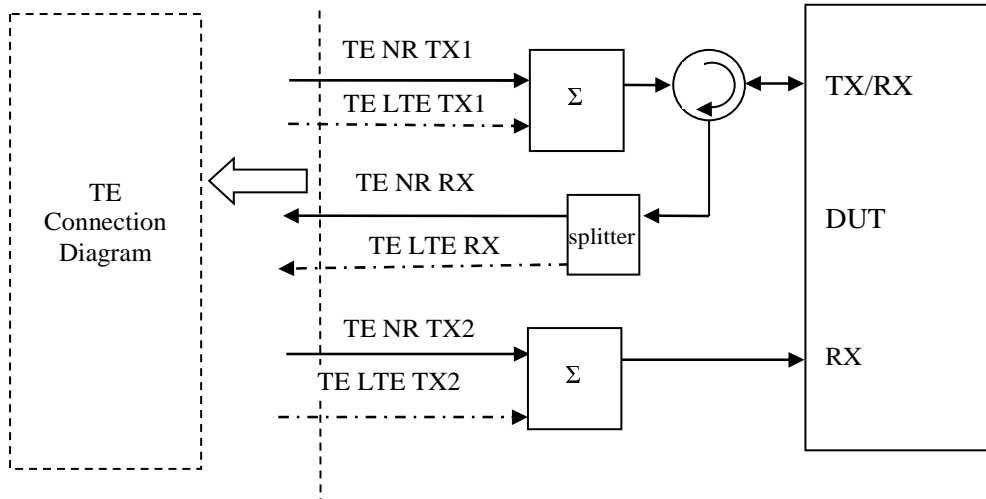 TE NR TX1
TE LTE TX1
Σ
TX/RX
TE
Connection
Diagram
TE NR RX
splitter
TE LTE RX
DUT
TE NR TX2
TE LTE TX2
Σ
RX